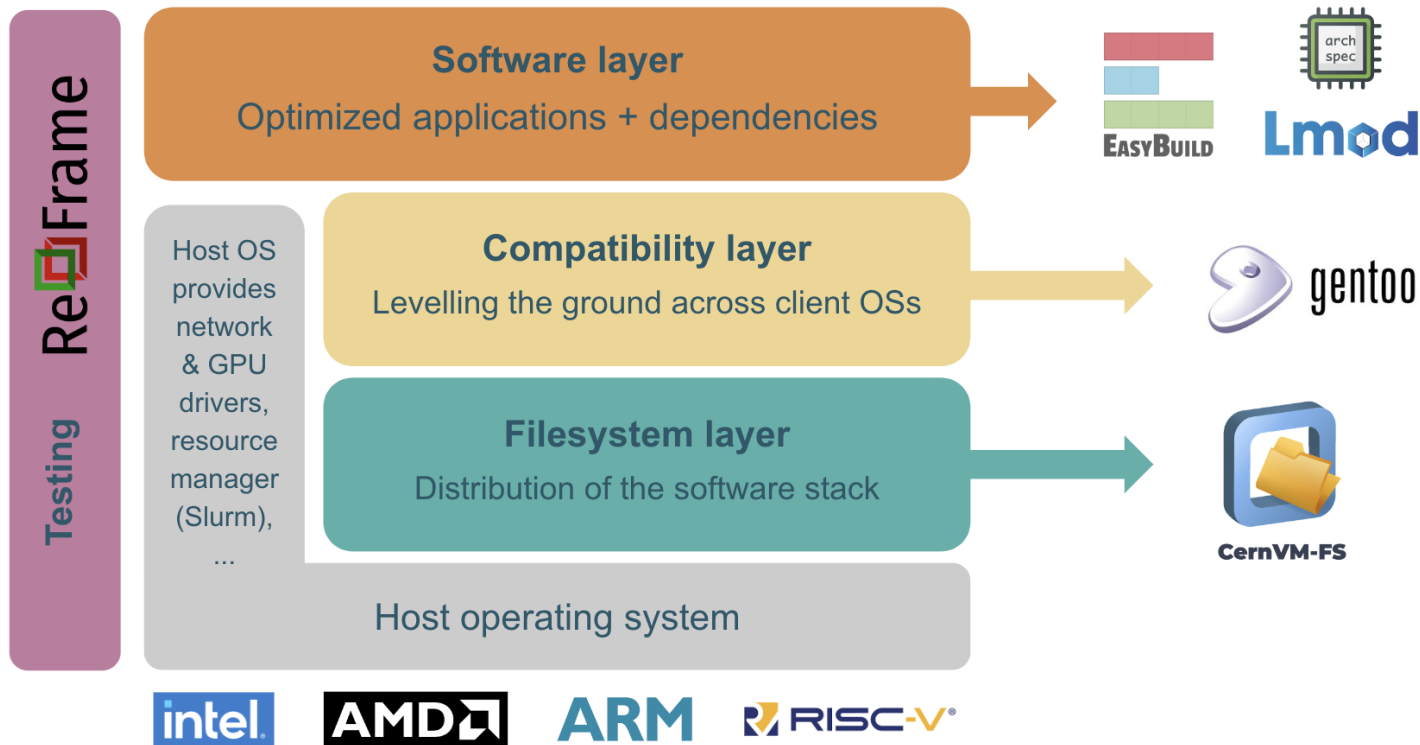 ReFrame
Testing
Software layer
Optimized applications + dependencies
EASYBUILD
arch
spec
Lmod
Host OS
provides
network
& GPU
drivers,
resource
manager
(Slurm),
...
Compatibility layer
Levelling the ground across client OSs
gentoo
Filesystem layer
Distribution of the software stack
CernVM-FS
Host operating system
intel.
AMD
ARM
RISC-V®